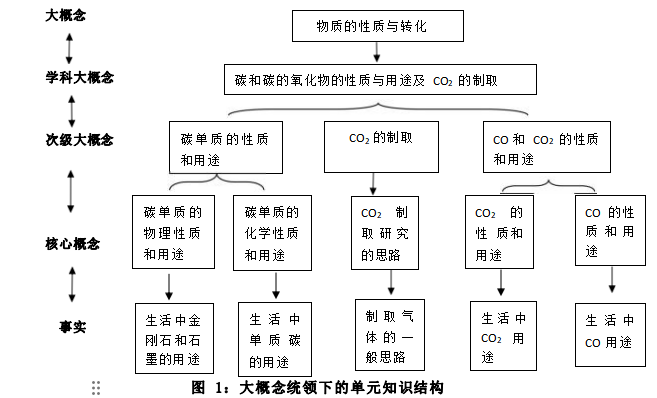 大概念
物质的性质与转化
学科大概念
碳和碳的氧化物的性质与用途及 CO₂ 的制取
次级大概念
碳单质的性质
和用途
CO₂ 的制取
CO 和 CO₂ 的性质
和用途
核心概念
碳单质的
物理性质
和用途
碳单质的
化学性质
和用途
CO₂ 制
取研究
的思路
CO₂ 的
性质和
用途
CO 的性
质和用
途
事实
生活中金
刚石和石
墨的用途
生活中
单质碳
的用途
制取气
体的一
般思路
生活中
CO₂ 用
途
生活中
CO 用途
图 1：大概念统领下的单元知识结构